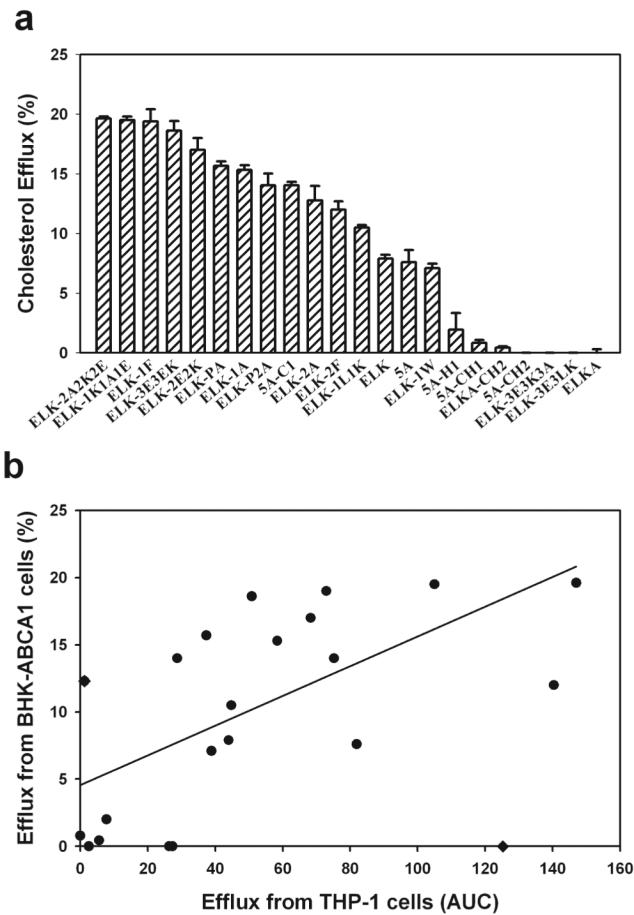 a
Cholesterol Efflux (%)
25
20
15
10
5
0
ELK-2A2K2E
ELK-1K1A1E
ELK-1F
ELK-3E3EK
ELK-2E2K
ELK-PA
ELK-1A
ELK-P2A
5A-C1
ELK-2A
ELK-2F
ELK-1L1K
ELK
5A
ELK-1W
5A-H1
5A-CH1
ELKA-CH2
5A-CH2
ELK-3E3K3A
ELK-3E3LK
ELKA
b
Efflux from BHK-ABCA1 cells (%)
25
20
15
10
5
0
0 20 40 60 80 100 120 140 160
Efflux from THP-1 cells (AUC)